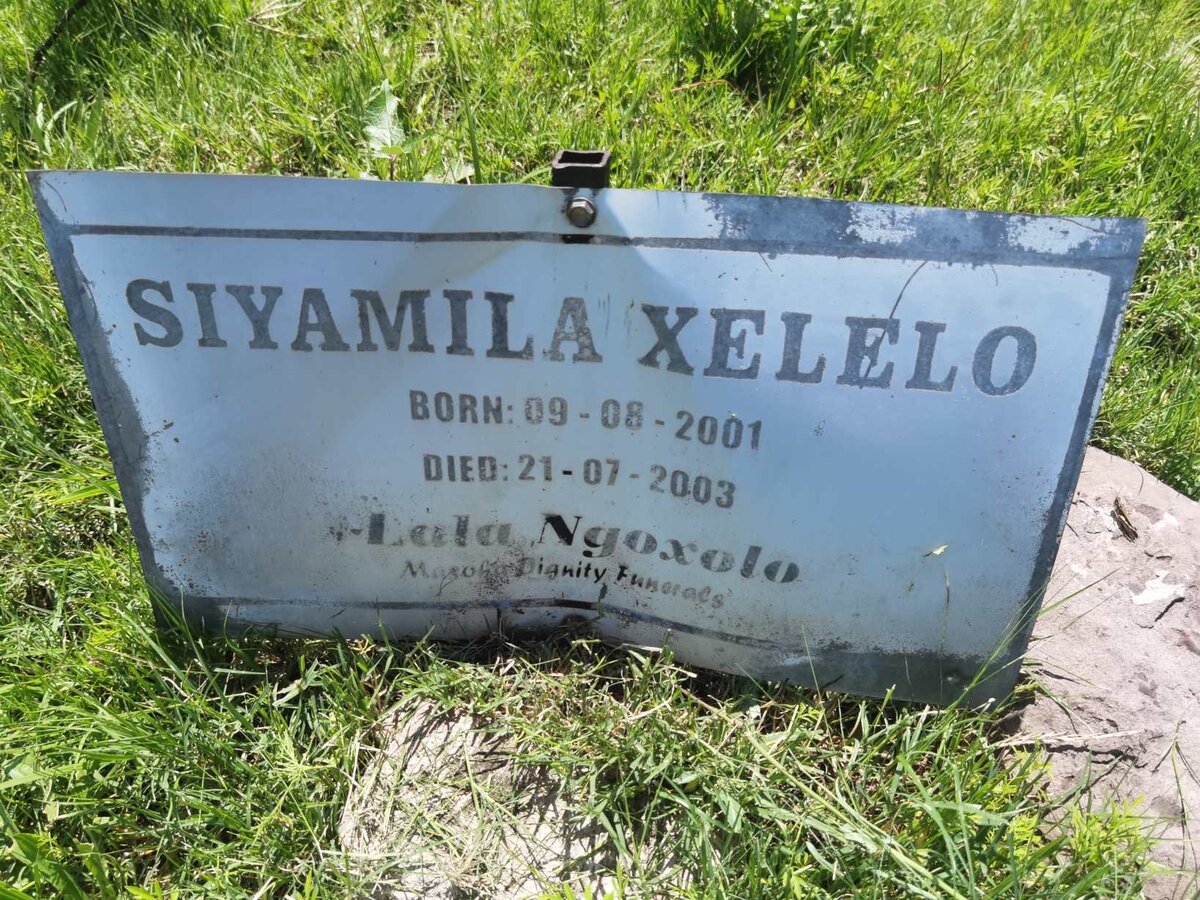 SIYAMILA XELELO
BORN: 09 - 08 - 2001
DIED: 21 - 07 - 2003
Lala Ngoxolo
Dignity Funerals